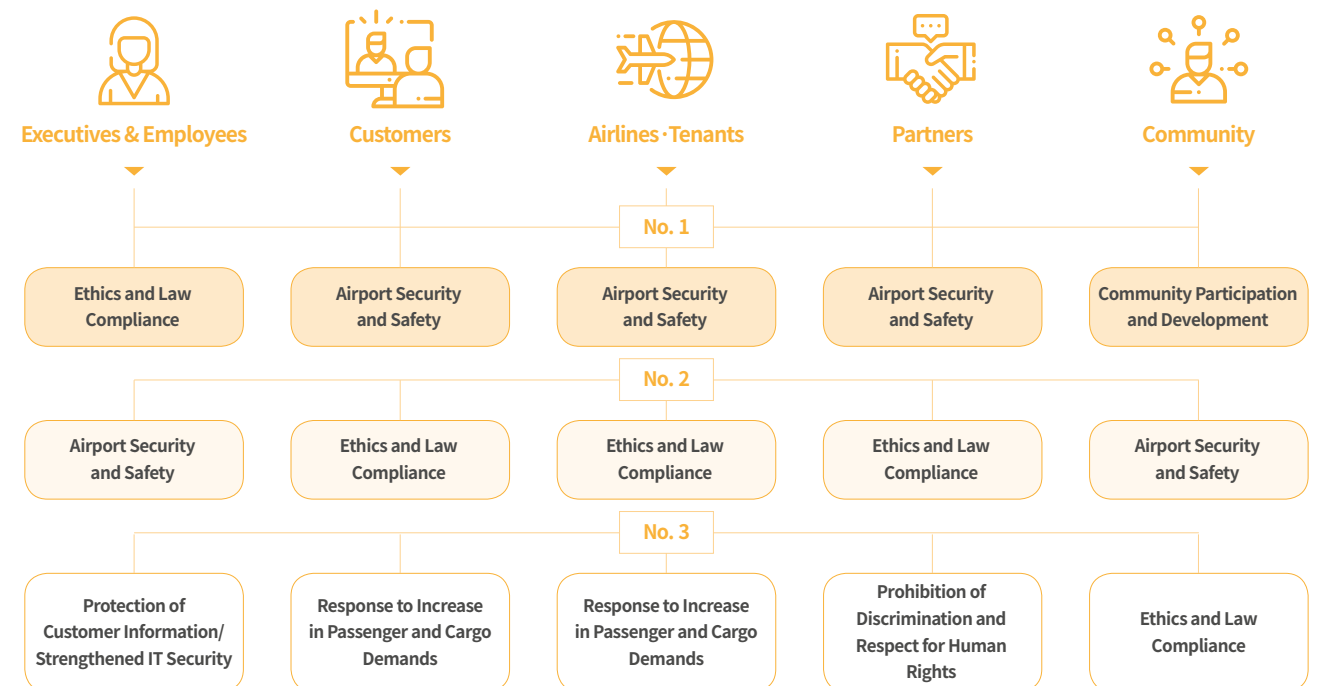 Executives & Employees
Customers
Airlines·Tenants
Partners
Community
No. 1
Ethics and Law
Compliance
Airport Security
and Safety
Airport Security
and Safety
Airport Security
and Safety
Community Participation
and Development
No. 2
Airport Security
and Safety
Ethics and Law
Compliance
Ethics and Law
Compliance
Ethics and Law
Compliance
Airport Security
and Safety
No. 3
Protection of
Customer Information/
Strengthened IT Security
Response to Increase
in Passenger and Cargo
Demands
Response to Increase
in Passenger and Cargo
Demands
Prohibition of
Discrimination and
Respect for Human
Rights
Ethics and Law
Compliance